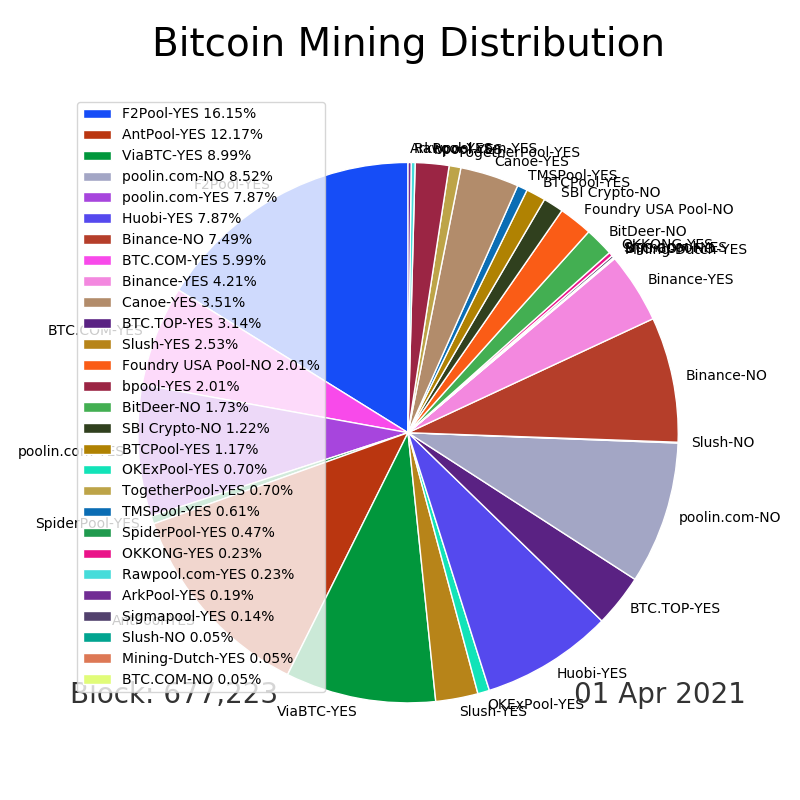 Bitcoin Mining Distribution
F2Pool-YES 16.15%
AntPool-YES 12.17%
ViaBTC-YES 8.99%
poolin.com-NO 8.52%
poolin.com-YES 7.87%
Huobi-YES 7.87%
Binance-NO 7.49%
BTC.COM-YES 5.99%
Binance-YES 4.21%
Canoe-YES 3.51%
BTC.TOP-YES 3.14%
Slush-YES 2.53%
Foundry USA Pool-NO 2.01%
bpool-YES 2.01%
BitDeer-NO 1.73%
SBI Crypto-NO 1.22%
BTCPool-YES 1.17%
OKExPool-YES 0.70%
TogetherPool-YES 0.70%
TMSPool-YES 0.61%
SpiderPool-YES 0.47%
OKKONG-YES 0.23%
Rawpool.com-YES 0.23%
ArkPool-YES 0.19%
Sigmapool-YES 0.14%
Slush-NO 0.05%
Mining-Dutch-YES 0.05%
BTC.COM-NO 0.05%
F2Pool-YES
BTC.COM-YES
poolin.com-YES
SpiderPool-YES
AntPool-YES
ViaBTC-YES
Slush-YES
OKExPool-YES
Huobi-YES
BTC.TOP-YES
poolin.com-NO
Slush-NO
Binance-NO
Binance-YES
Mining-Dutch-YES
OKKONG-YES
BitDeer-NO
Foundry USA Pool-NO
SBI Crypto-NO
BTCPool-YES
TMSPool-YES
Canoe-YES
TogetherPool-YES
Block: 677,223
01 Apr 2021